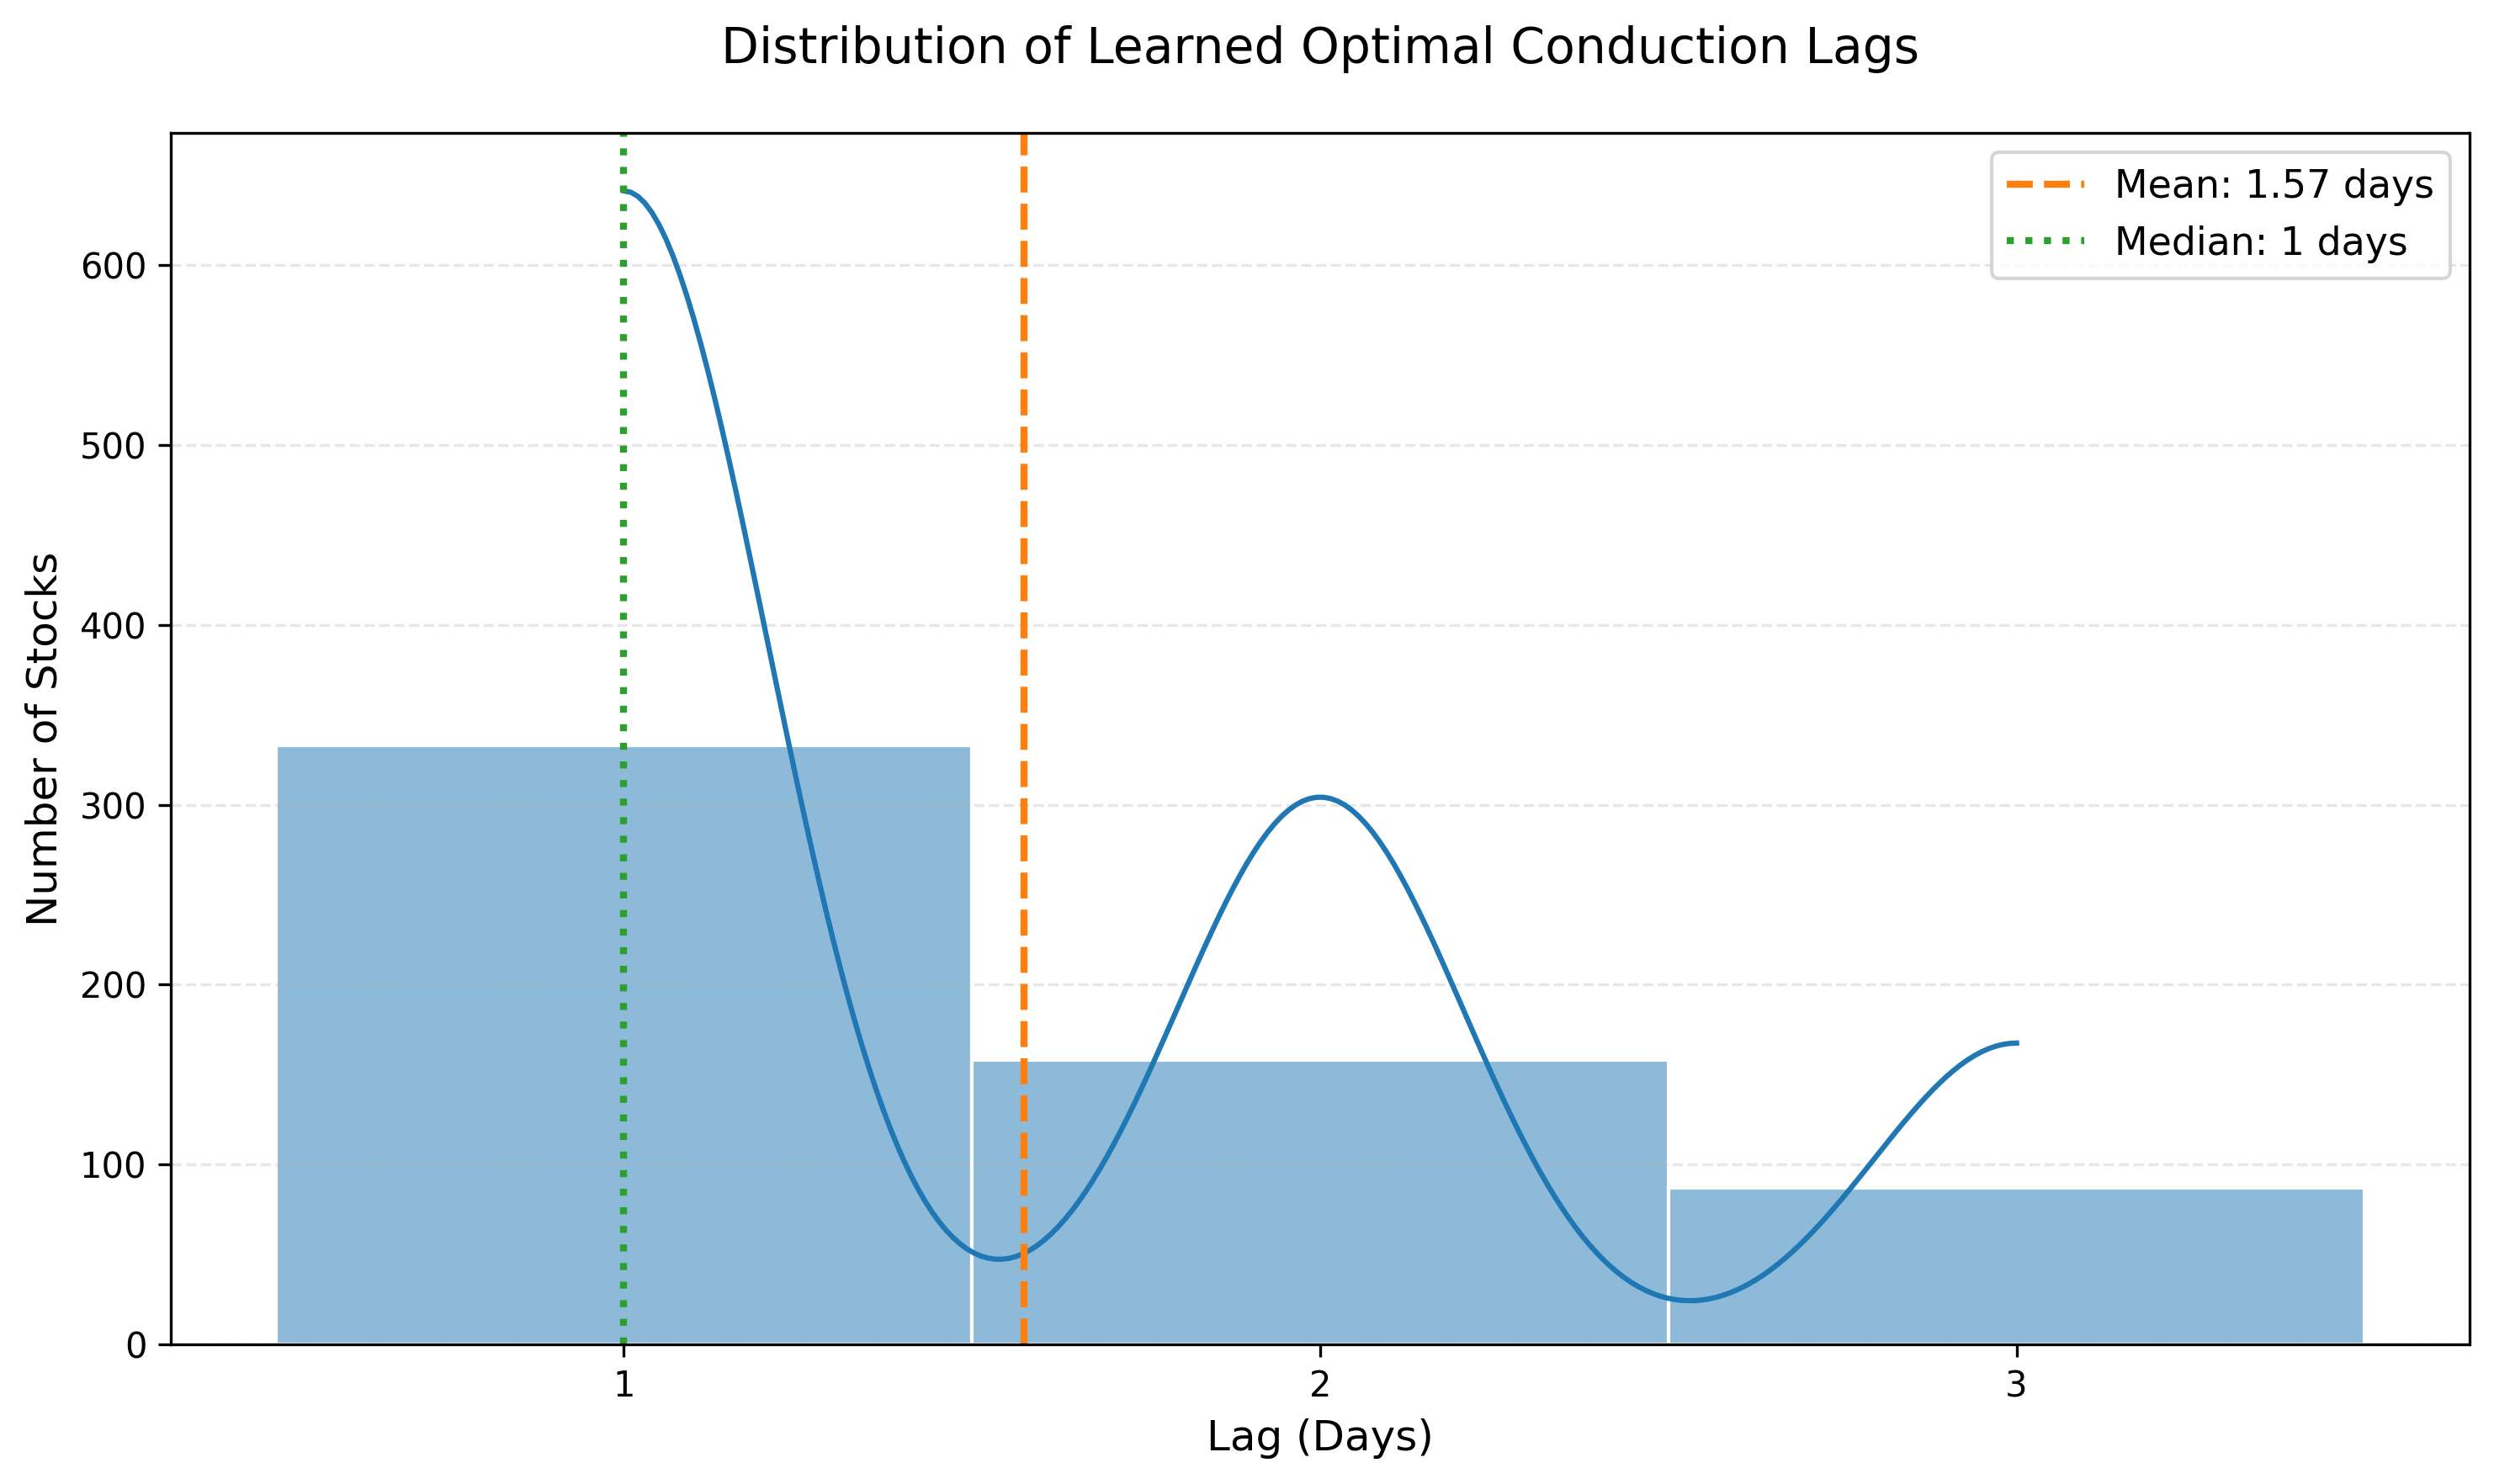 Distribution of Learned Optimal Conduction Lags
Mean: 1.57 days
Median: 1 days
Number of Stocks
600
500
400
300
200
100
0
1
2
3
Lag (Days)